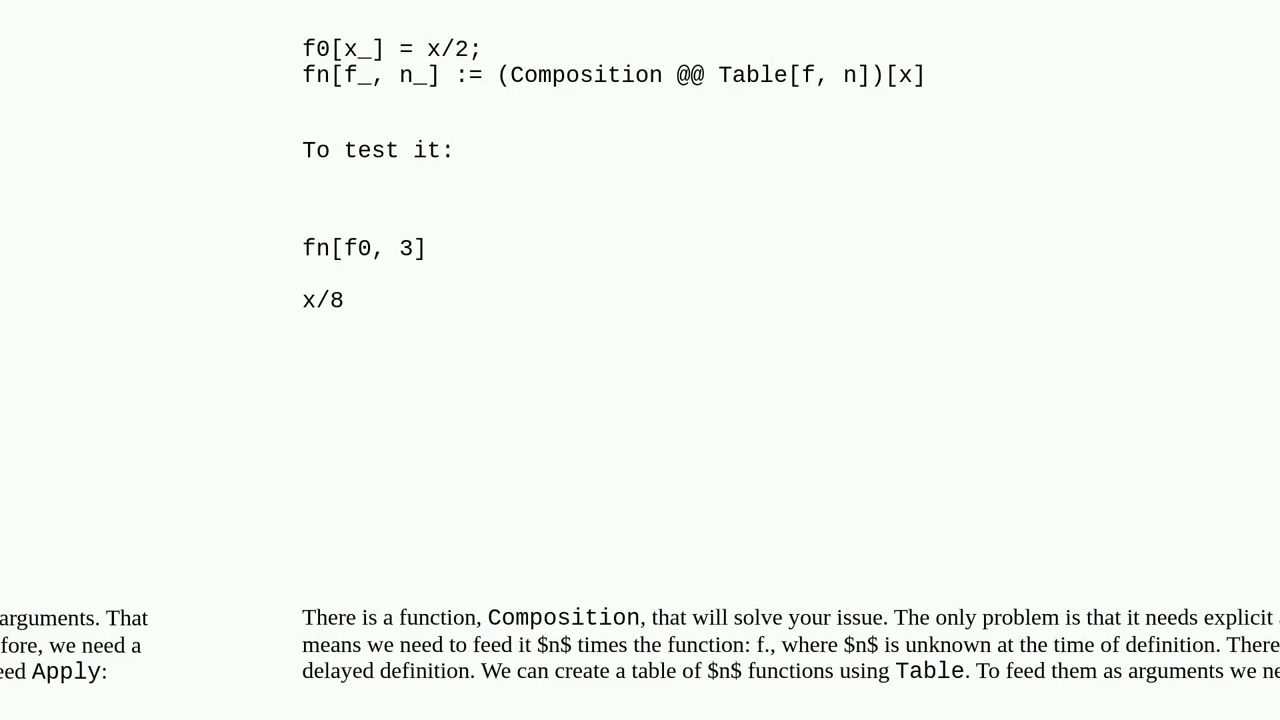 f0[x_] = x/2;
fn[f_, n_] := (Composition @@ Table[f, n])[x]
To test it:
fn[f0, 3]
x/8
arguments. That
fore, we need a
eed Apply:
There is a function, Composition, that will solve your issue. The only problem is that it needs explicit
means we need to feed it $n$ times the function: f., where $n$ is unknown at the time of definition. There
delayed definition. We can create a table of $n$ functions using Table. To feed them as arguments we ne